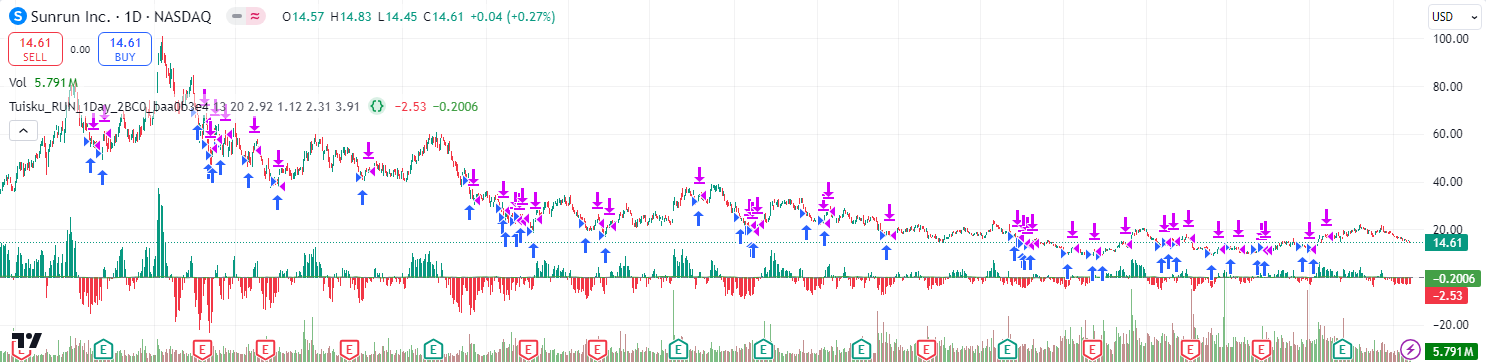 S Sunrun Inc. · 1D · NASDAQ O14.57 H14.83 L14.45 C14.61 +0.04 (+0.27%)
USD
14.61 SELL
0.00
14.61 BUY
Vol 5.791M
Tuisku_RUN_1Day_2BC0_baa0b3e4 13 20 2.92 1.12 2.31 3.91 {} −2.53 −0.2006
100.00
80.00
60.00
40.00
20.00
14.61
−0.2006
−2.53
−20.00
5.791M
E E E E E E E E E E E E E E E E E